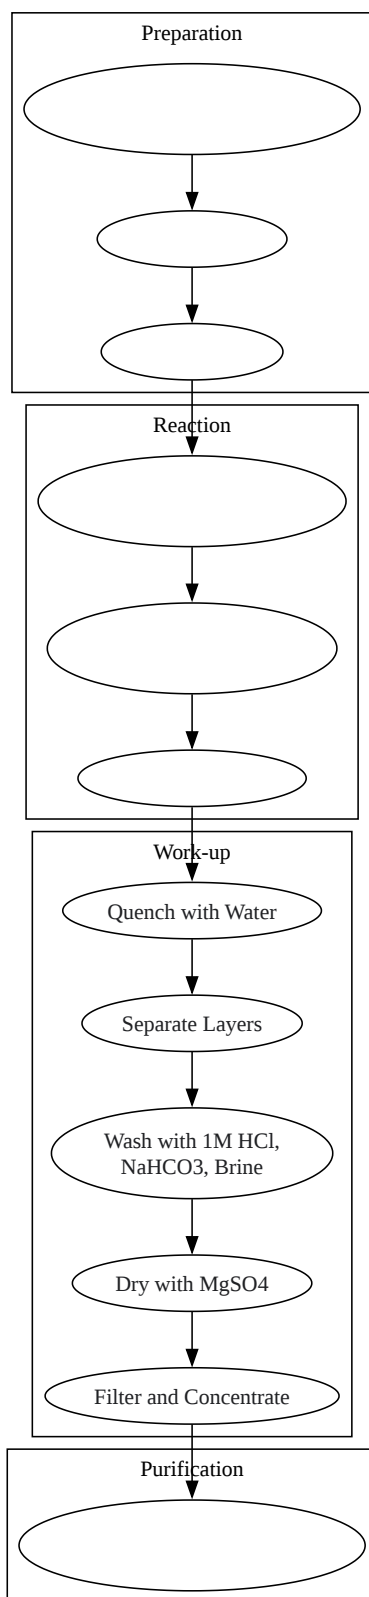 Preparation
Reaction
Work-up
Quench with Water
Separate Layers
Wash with 1M HCl,
NaHCO3, Brine
Dry with MgSO4
Filter and Concentrate
Purification